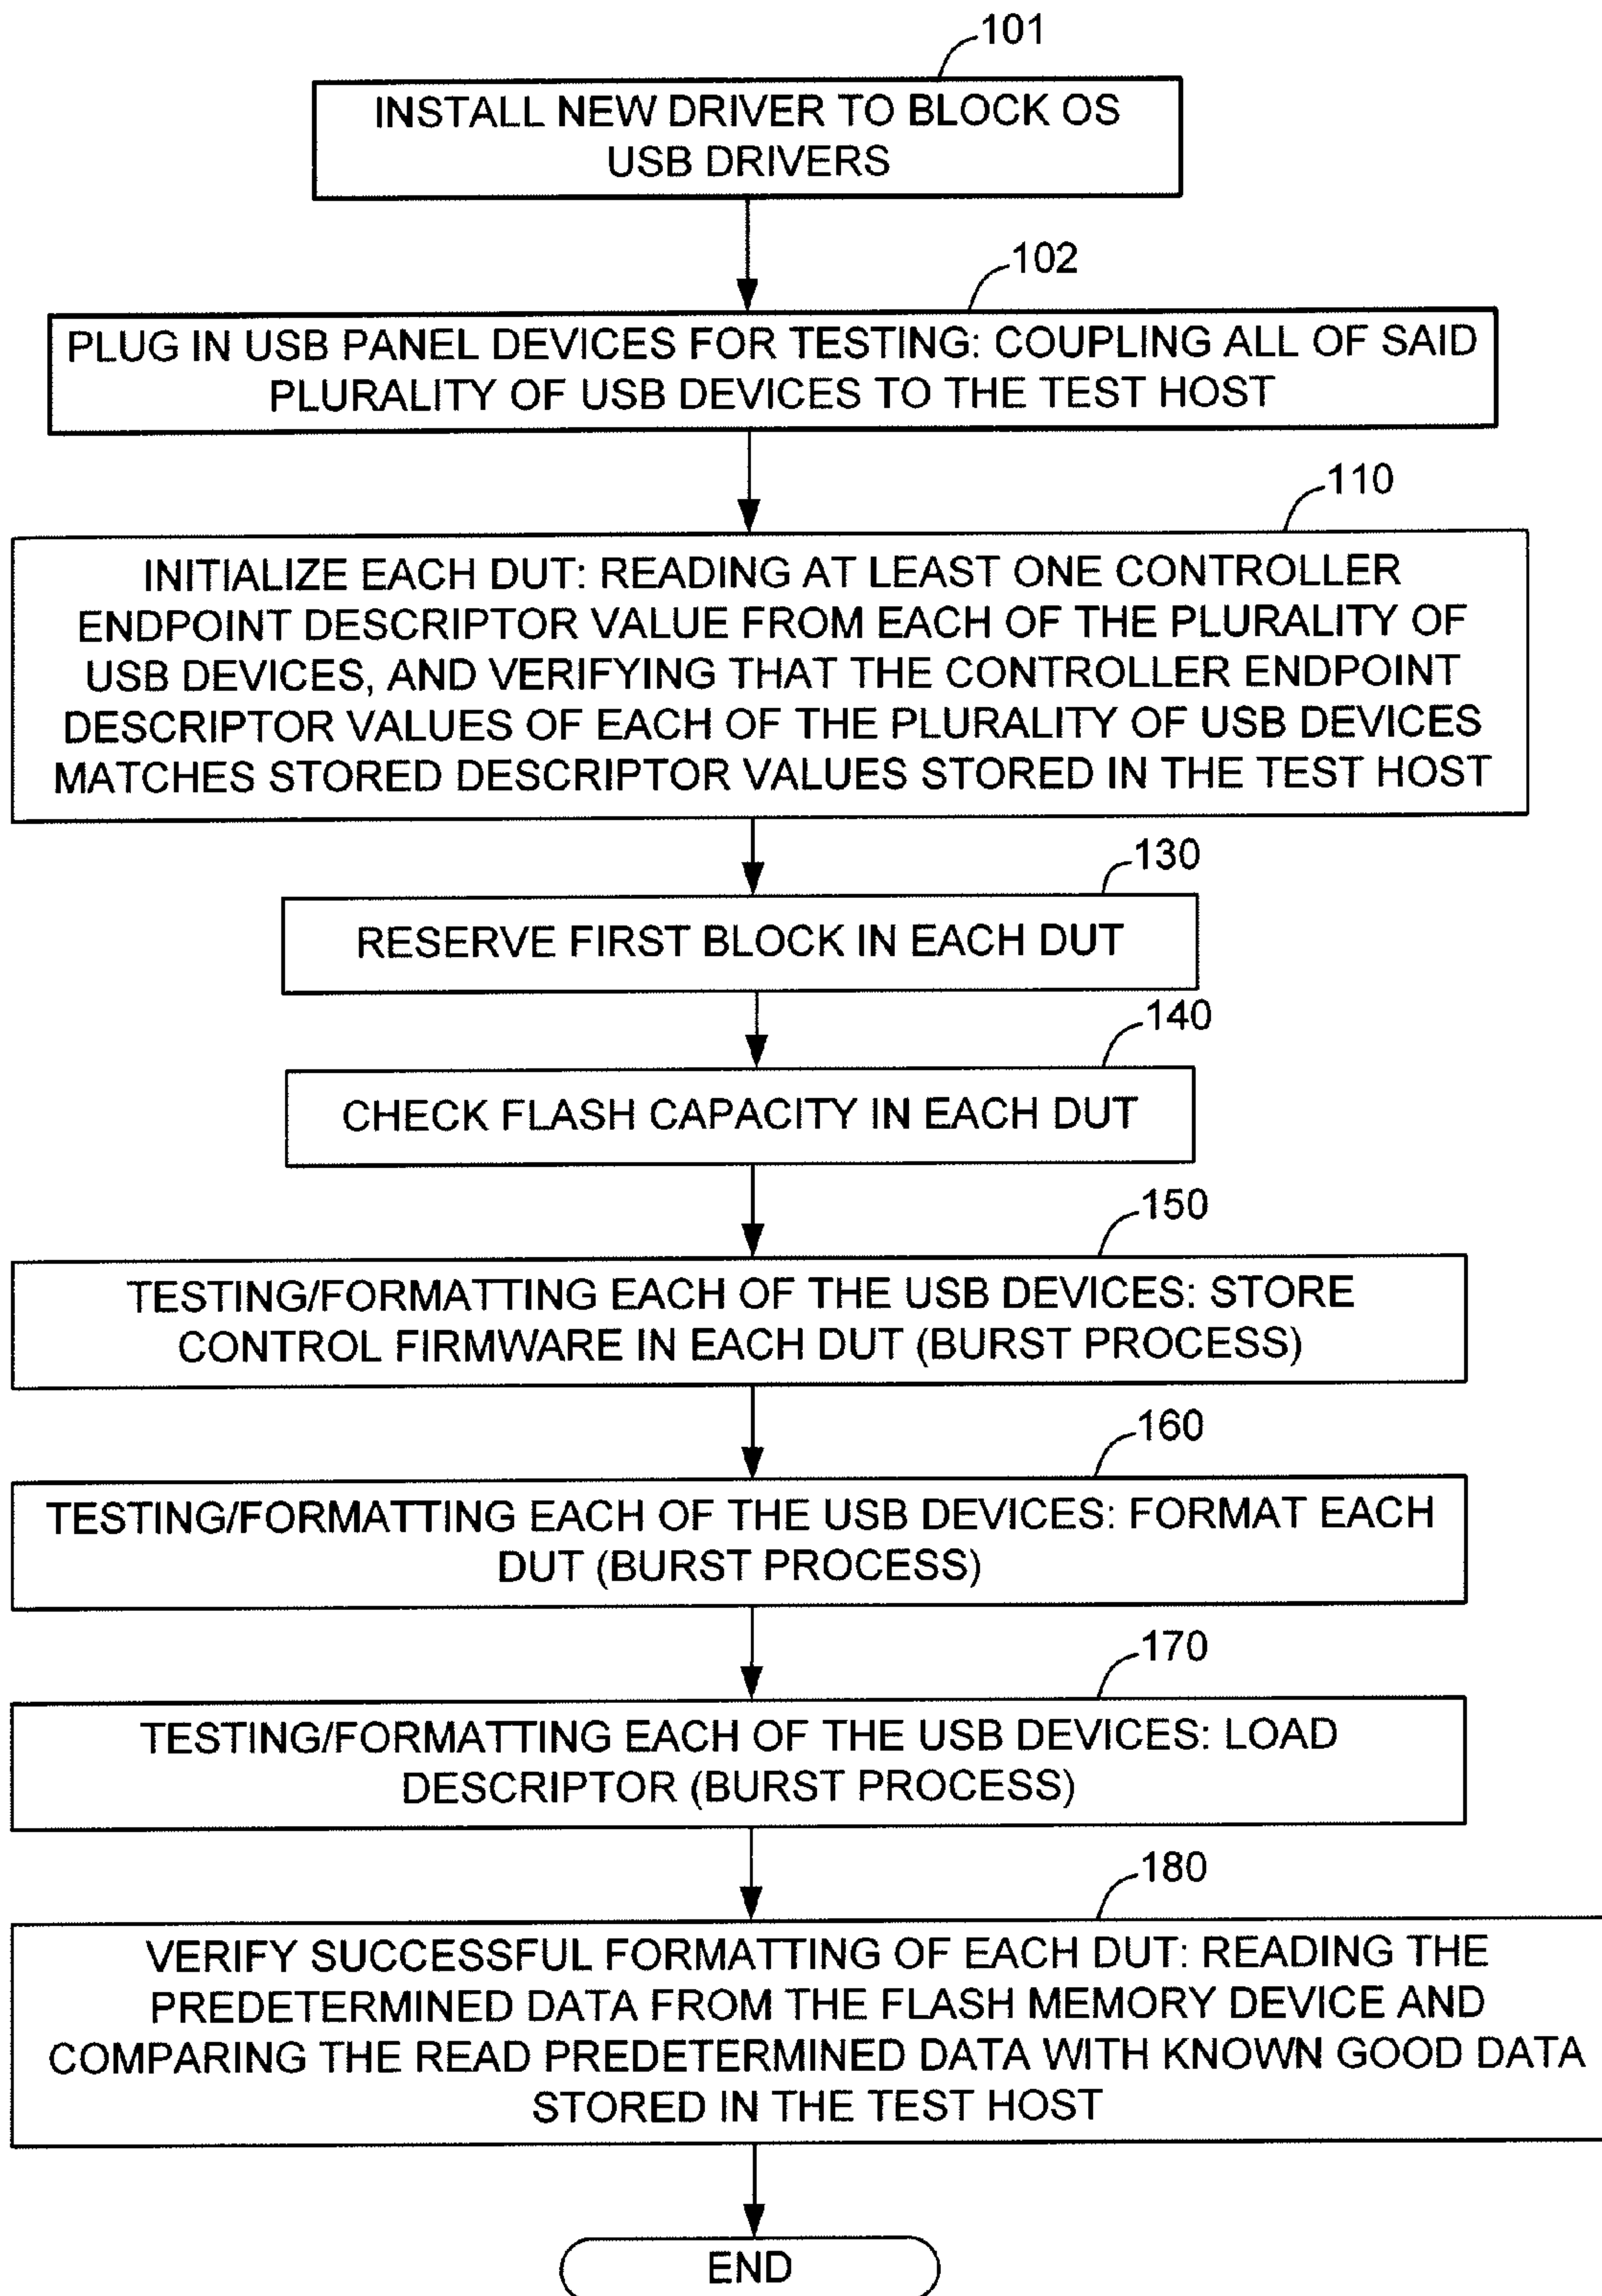 101
INSTALL NEW DRIVER TO BLOCK OS
USB DRIVERS
102
PLUG IN USB PANEL DEVICES FOR TESTING: COUPLING ALL OF SAID
PLURALITY OF USB DEVICES TO THE TEST HOST
110
INITIALIZE EACH DUT: READING AT LEAST ONE CONTROLLER
ENDPOINT DESCRIPTOR VALUE FROM EACH OF THE PLURALITY OF
USB DEVICES, AND VERIFYING THAT THE CONTROLLER ENDPOINT
DESCRIPTOR VALUES OF EACH OF THE PLURALITY OF USB DEVICES
MATCHES STORED DESCRIPTOR VALUES STORED IN THE TEST HOST
130
RESERVE FIRST BLOCK IN EACH DUT
140
CHECK FLASH CAPACITY IN EACH DUT
150
TESTING/FORMATTING EACH OF THE USB DEVICES: STORE
CONTROL FIRMWARE IN EACH DUT (BURST PROCESS)
160
TESTING/FORMATTING EACH OF THE USB DEVICES: FORMAT EACH
DUT (BURST PROCESS)
170
TESTING/FORMATTING EACH OF THE USB DEVICES: LOAD
DESCRIPTOR (BURST PROCESS)
180
VERIFY SUCCESSFUL FORMATTING OF EACH DUT: READING THE
PREDETERMINED DATA FROM THE FLASH MEMORY DEVICE AND
COMPARING THE READ PREDETERMINED DATA WITH KNOWN GOOD DATA
STORED IN THE TEST HOST
END